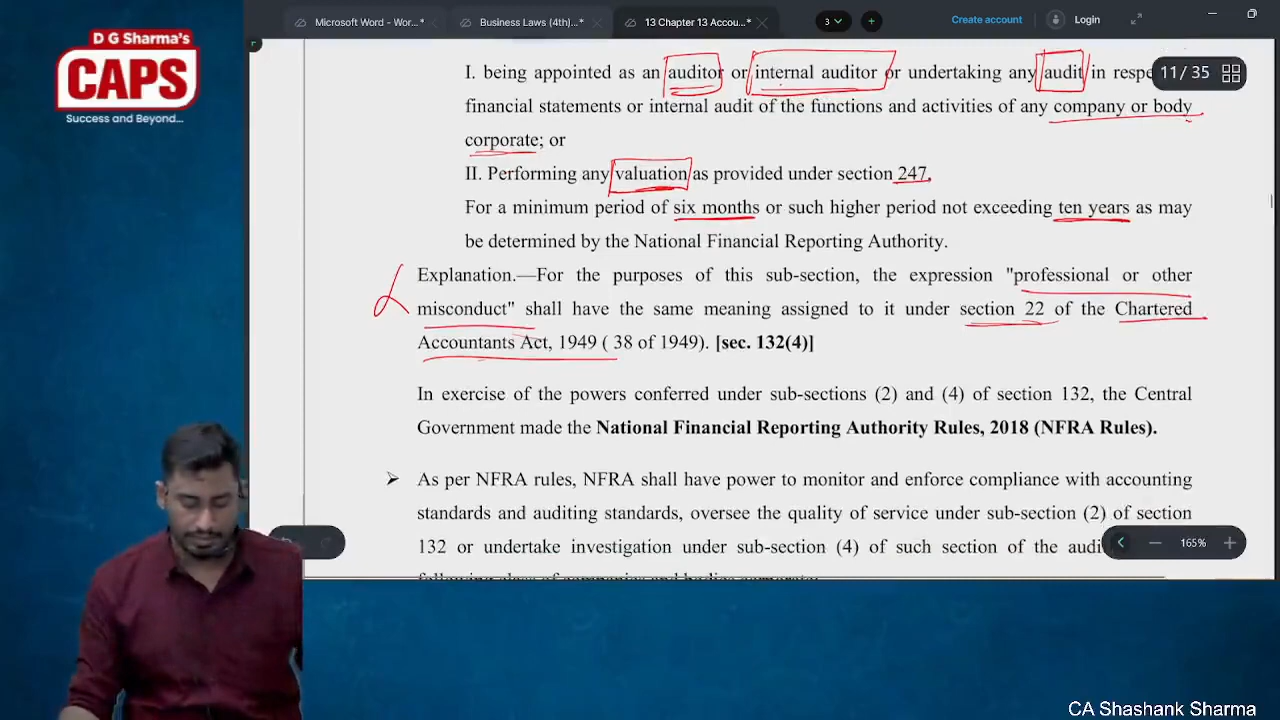 Microsoft Word - Wor...*
Business Laws (4th]...*
13 Chapter 13 Accou...*
3
Create account
Login
D G Sharma's
CAPS
Success and Beyond...
11/ 35
I. being appointed as an auditor or internal auditor or undertaking any audit in
financial statements or internal audit of the functions and activities of any company or body
corporate; or
II. Performing any valuation as provided under section 247.
For a minimum period of six months or such higher period not exceeding ten years as may
be determined by the National Financial Reporting Authority.
Explanation.—For the purposes of this sub-section, the expression "professional or other
misconduct" shall have the same meaning assigned to it under section 22 of the Chartered
Accountants Act, 1949 ( 38 of 1949). [sec. 132(4)]
In exercise of the powers conferred under sub-sections (2) and (4) of section 132, the Central
Government made the National Financial Reporting Authority Rules, 2018 (NFRA Rules).
As per NFRA rules, NFRA shall have power to monitor and enforce compliance with accounting
standards and auditing standards, oversee the quality of service under sub-section (2) of section
132 or undertake investigation under sub-section (4) of such section of the
165%
CA Shashank Sharma